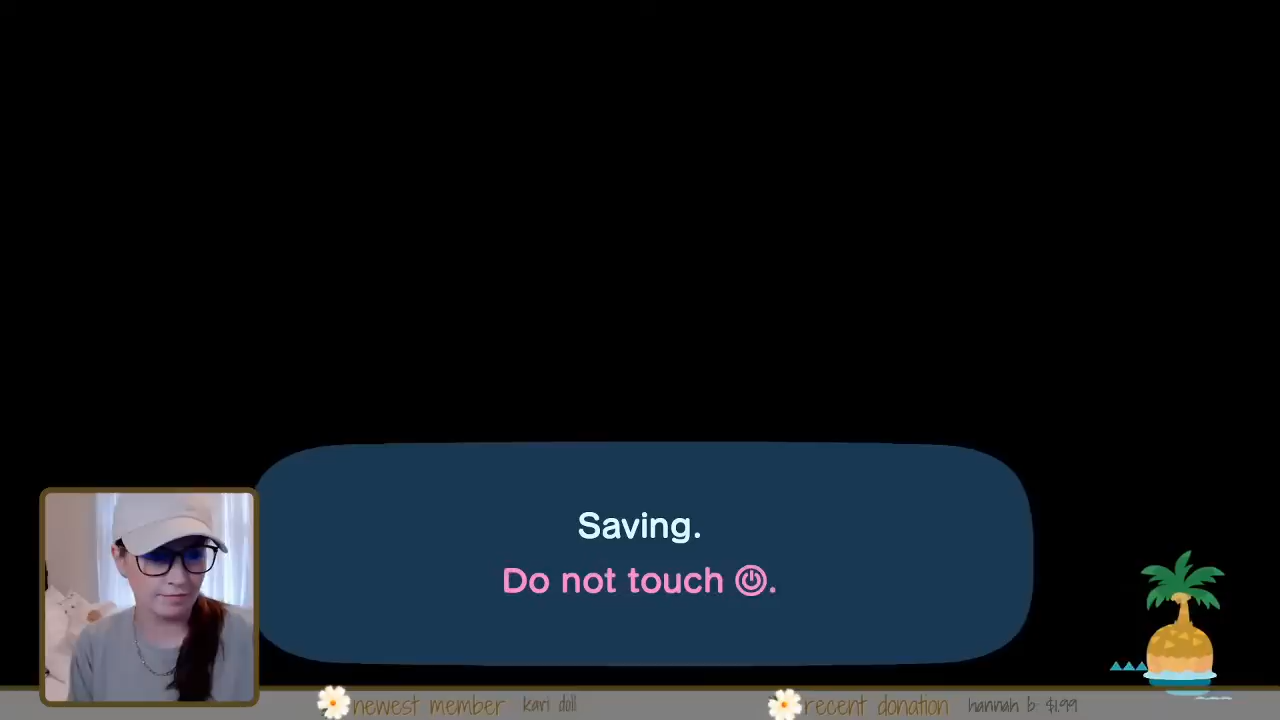 Saving.
Do not touch ⏻.
newest member kari doll
recent donation hannah b: $1.99